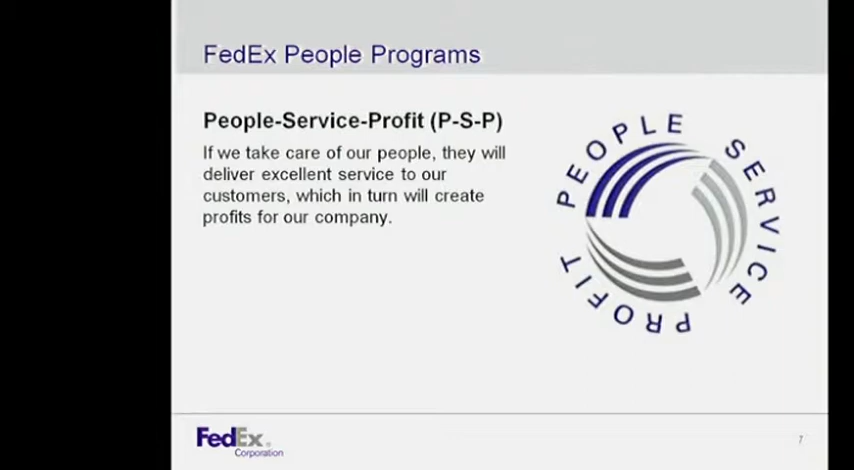 FedEx People Programs
People-Service-Profit (P-S-P)
If we take care of our people, they will
deliver excellent service to our
customers, which in turn will create
profits for our company.
PEOPLE
SERVICE
PROFIT
FedEx®
Corporation
7